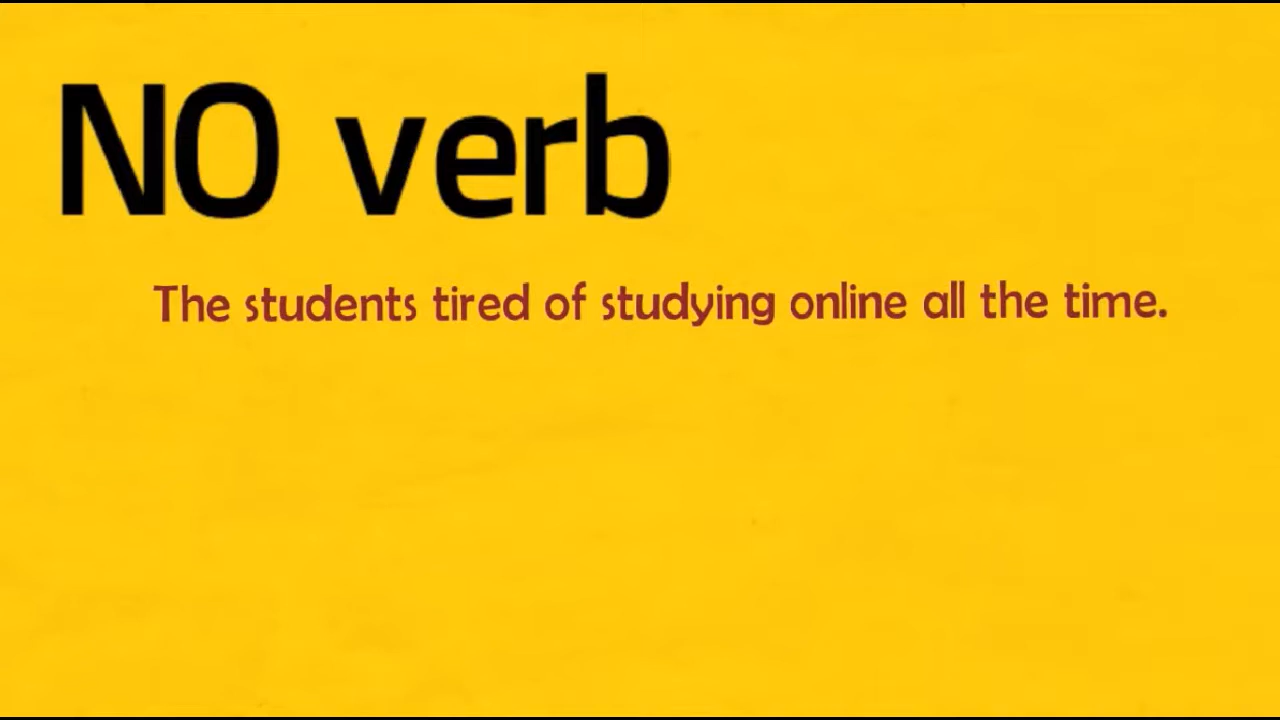 NO verb
The students tired of studying online all the time.